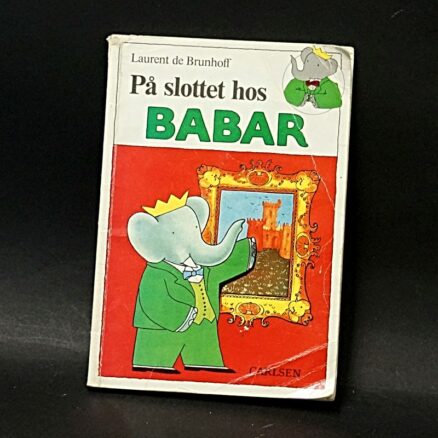 Laurent de Brunhoff
På slottet hos
BABAR
CARLSEN